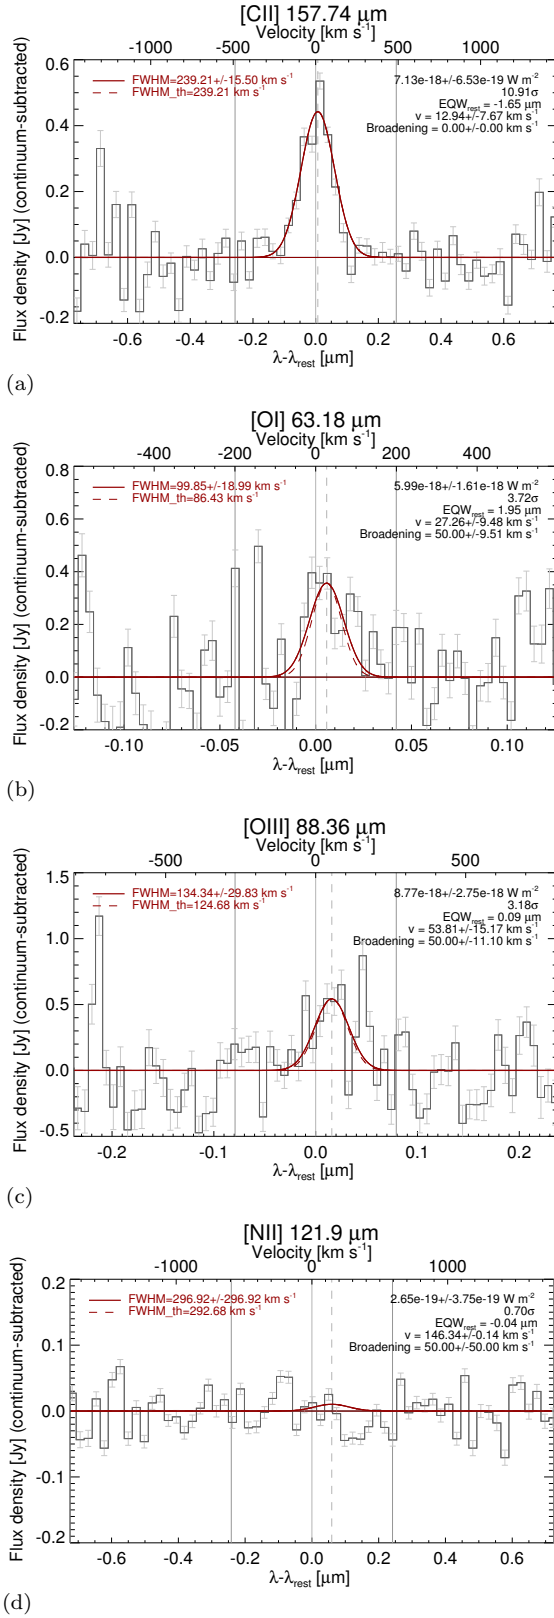 [CII] 157.74 μm
Velocity [km s-1]
-1000 -500 0 500 1000
FWHM=239.21+/-15.50 km s-1
FWHM_th=239.21 km s-1
7.13e-18+/-6.53e-19 W m-2
10.91σ
EQWrest = -1.65 μm
v = 12.94+/-7.67 km s-1
Broadening = 0.00+/-0.00 km s-1
Flux density [Jy] (continuum-subtracted)
0.6
0.4
0.2
0.0
-0.2
-0.6 -0.4 -0.2 0.0 0.2 0.4 0.6
λ-λrest [μm]
(a)
[OI] 63.18 μm
Velocity [km s-1]
-400 -200 0 200 400
FWHM=99.85+/-18.99 km s-1
FWHM_th=86.43 km s-1
5.99e-18+/-1.61e-18 W m-2
3.72σ
EQWrest = 1.95 μm
v = 27.26+/-9.48 km s-1
Broadening = 50.00+/-9.51 km s-1
Flux density [Jy] (continuum-subtracted)
0.8
0.6
0.4
0.2
0.0
-0.2
-0.10 -0.05 0.00 0.05 0.10
λ-λrest [μm]
(b)
[OIII] 88.36 μm
Velocity [km s-1]
-500 0 500
FWHM=134.34+/-29.83 km s-1
FWHM_th=124.68 km s-1
8.77e-18+/-2.75e-18 W m-2
3.18σ
EQWrest = 0.09 μm
v = 53.81+/-15.17 km s-1
Broadening = 50.00+/-11.10 km s-1
Flux density [Jy] (continuum-subtracted)
1.5
1.0
0.5
0.0
-0.5
-0.2 -0.1 0.0 0.1 0.2
λ-λrest [μm]
(c)
[NII] 121.9 μm
Velocity [km s-1]
-1000 0 1000
FWHM=296.92+/-296.92 km s-1
FWHM_th=292.68 km s-1
2.65e-19+/-3.75e-19 W m-2
0.70σ
EQWrest = -0.04 μm
v = 146.34+/-0.14 km s-1
Broadening = 50.00+/-50.00 km s-1
Flux density [Jy] (continuum-subtracted)
0.2
0.1
0.0
-0.1
-0.2
-0.6 -0.4 -0.2 0.0 0.2 0.4 0.6
λ-λrest [μm]
(d)